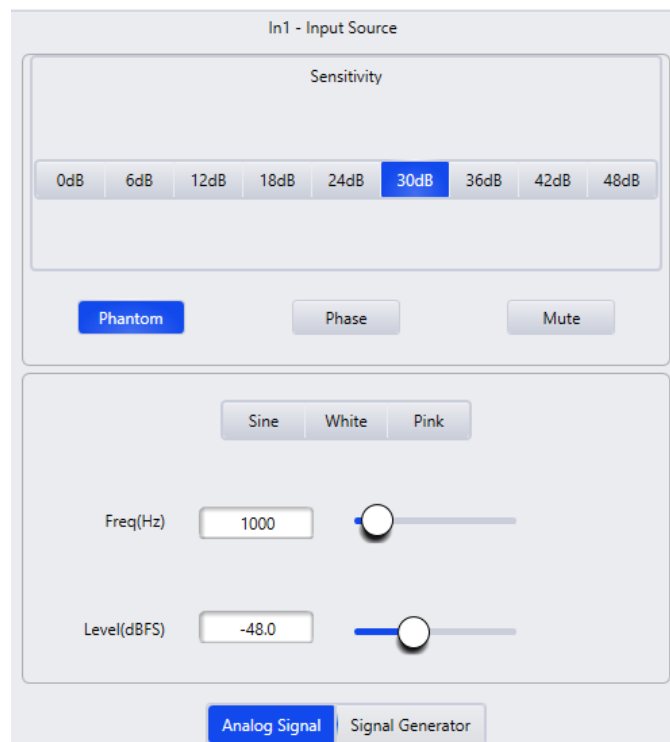 In1 - Input Source
Sensitivity
0dB 6dB 12dB 18dB 24dB 30dB 36dB 42dB 48dB
Phantom Phase Mute
Sine White Pink
Freq(Hz) 1000
Level(dBFS) -48.0
Analog Signal Signal Generator